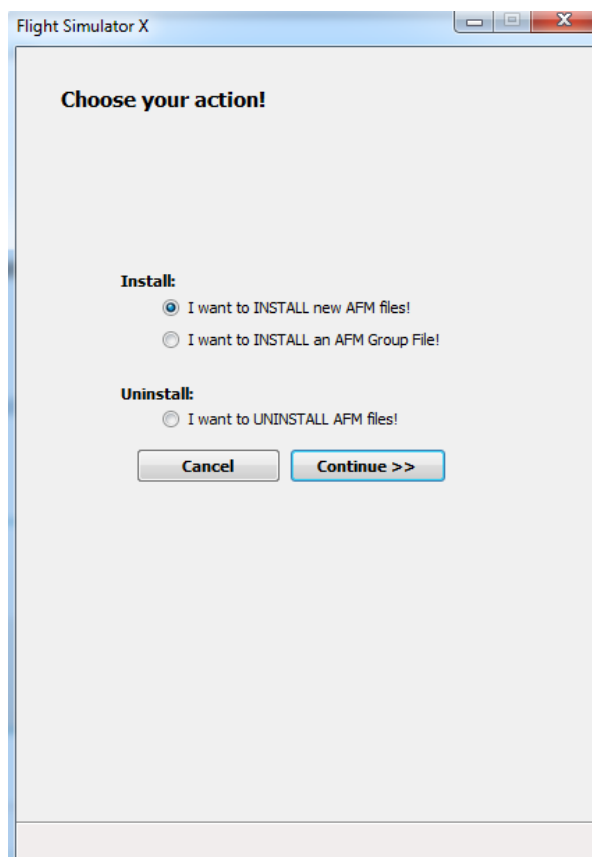 Flight Simulator X
Choose your action!
Install:
I want to INSTALL new AFM files!
I want to INSTALL an AFM Group File!
Uninstall:
I want to UNINSTALL AFM files!
Cancel Continue >>